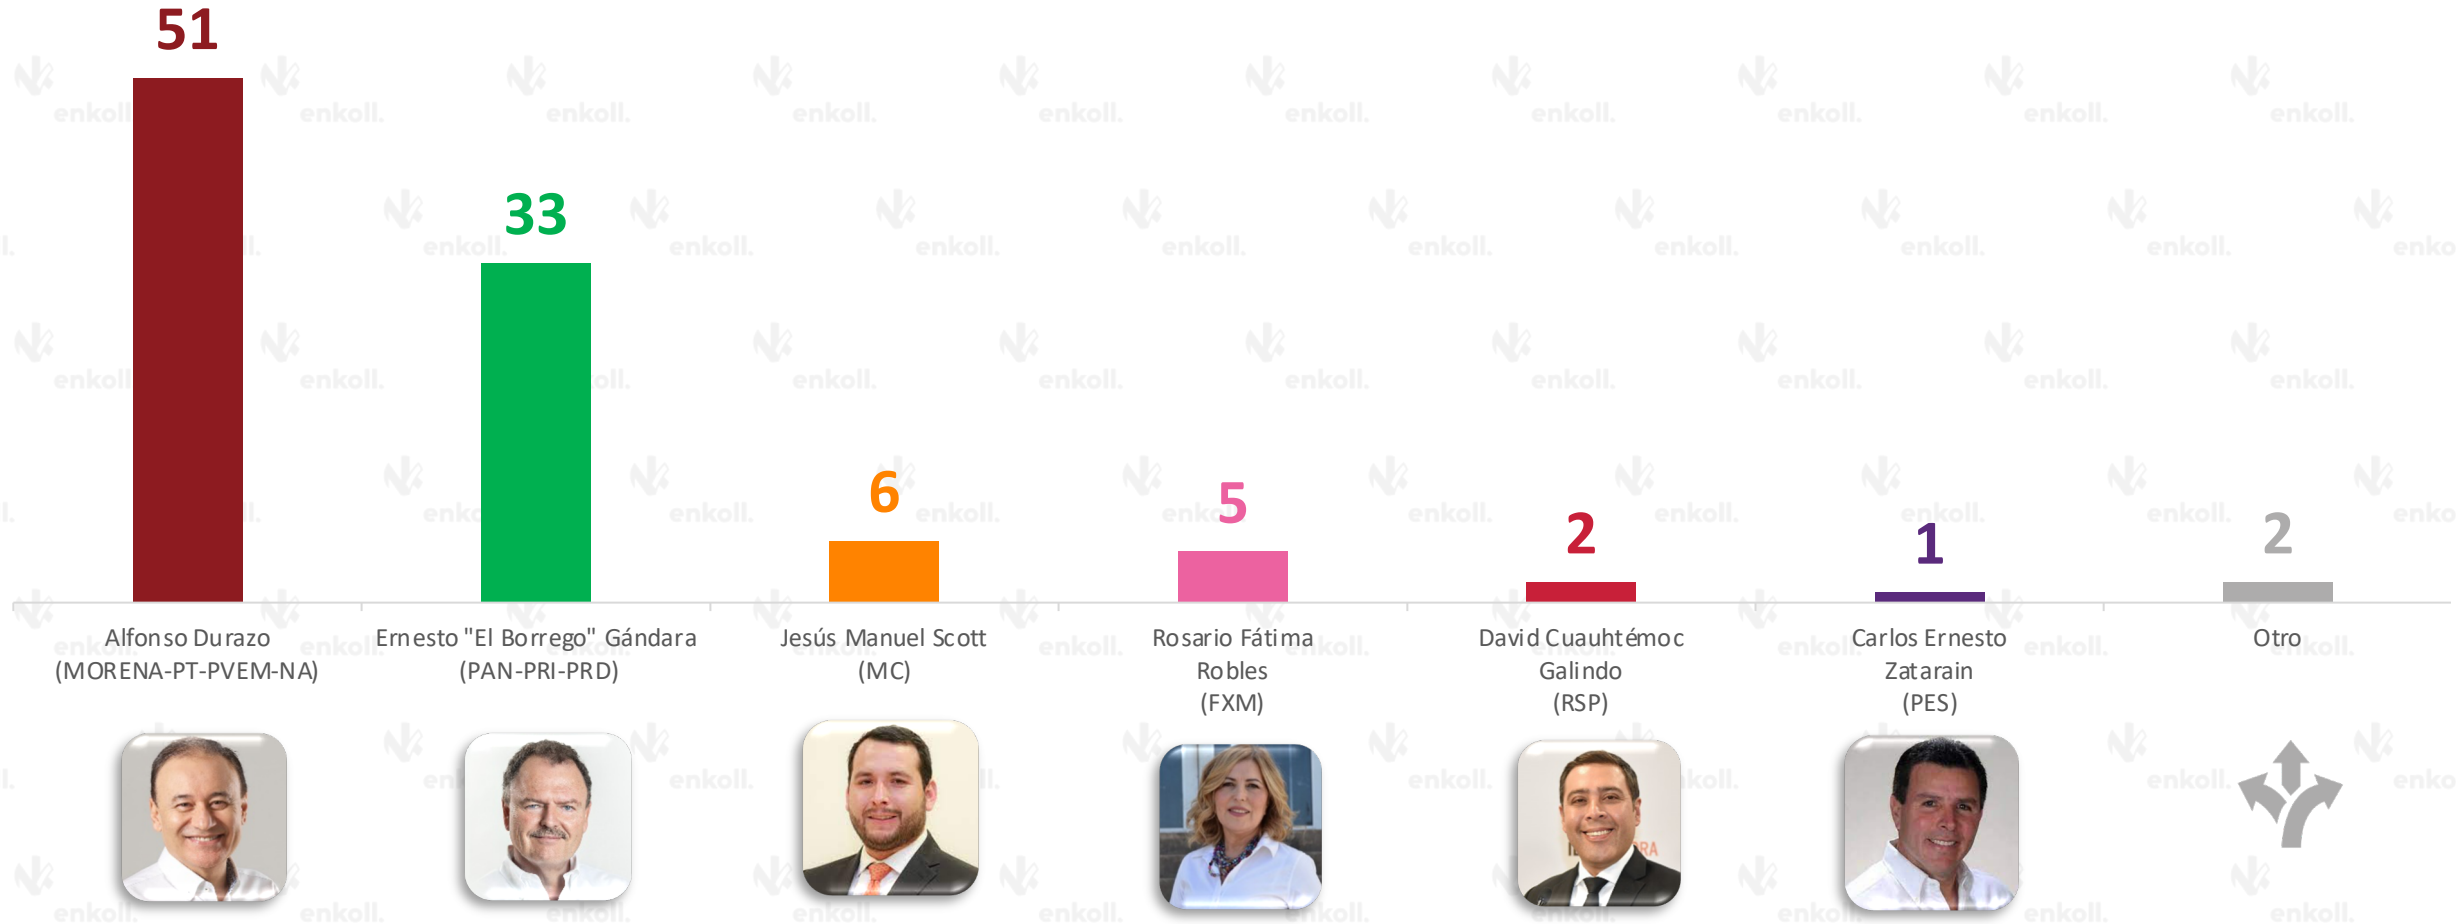 51
33
6
5
2
1
2
Alfonso Durazo
(MORENA-PT-PVEM-NA)
Ernesto "El Borrego" Gándara
(PAN-PRI-PRD)
Jesús Manuel Scott
(MC)
Rosario Fátima
Robles
(FXM)
David Cuauhtémoc
Galindo
(RSP)
Carlos Ernesto
Zatarain
(PES)
Otro
enkoll.